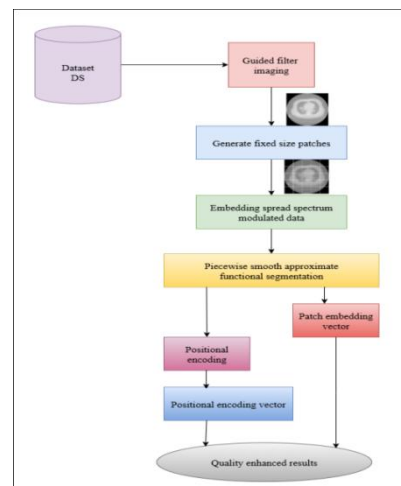 Dataset
DS
Guided filter
imaging
Generate fixed size patches
Embedding spread spectrum
modulated data
Piecewise smooth approximate
functional segmentation
Patch embedding
vector
Positional
encoding
Positional encoding vector
Quality enhanced results